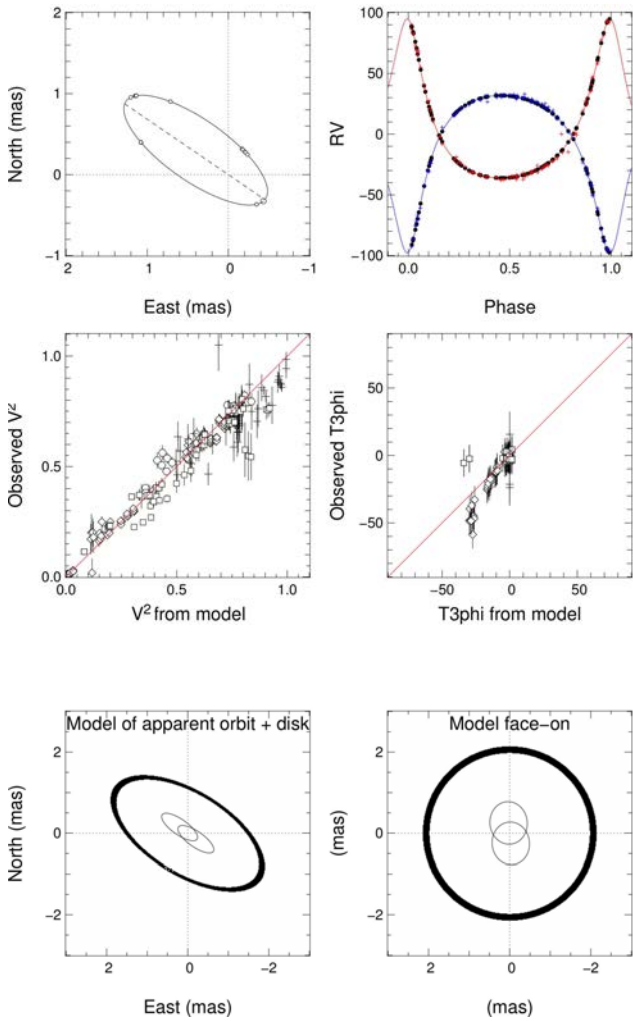 2
1
North (mas)
0
−1
2
1
0
−1
East (mas)
100
50
RV
0
−50
−100
0.0
0.5
1.0
Phase
1.0
Observed V²
0.5
0.0
0.0
0.5
1.0
V² from model
50
Observed T3phi
0
−50
−50
0
50
T3phi from model
Model of apparent orbit + disk
2
North (mas)
0
−2
2
0
−2
East (mas)
Model face−on
2
(mas)
0
−2
2
0
−2
(mas)